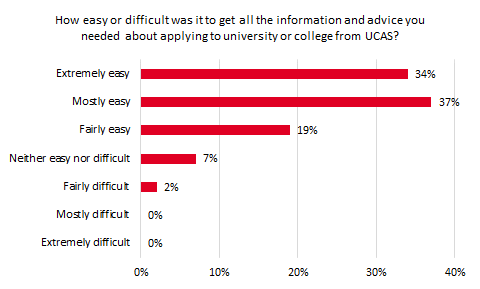 How easy or difficult was it to get all the information and advice you
needed about applying to university or college from UCAS?
Extremely easy 34%
Mostly easy 37%
Fairly easy 19%
Neither easy nor difficult 7%
Fairly difficult 2%
Mostly difficult 0%
Extremely difficult 0%
0% 10% 20% 30% 40%